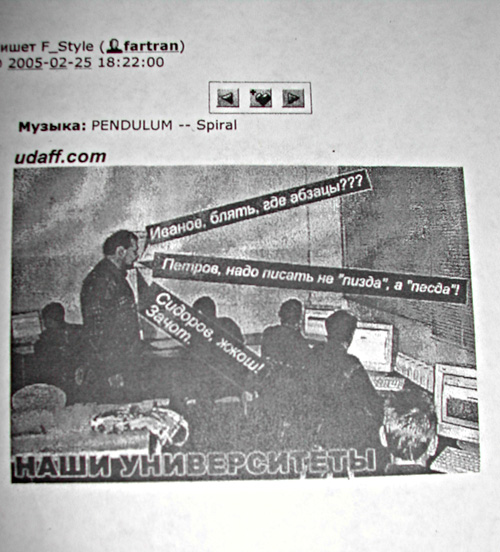 ишет F_Style (fartran)
2005-02-25 18:22:00
Музыка: PENDULUM -- Spiral
udaff.com
Иванов, блять, где абзацы???
Петров, надо писать не "пизда", а "песда"!
Сидоров, жжош!
Зачот.
НАШИ УНИВЕРСИТЕТЫ